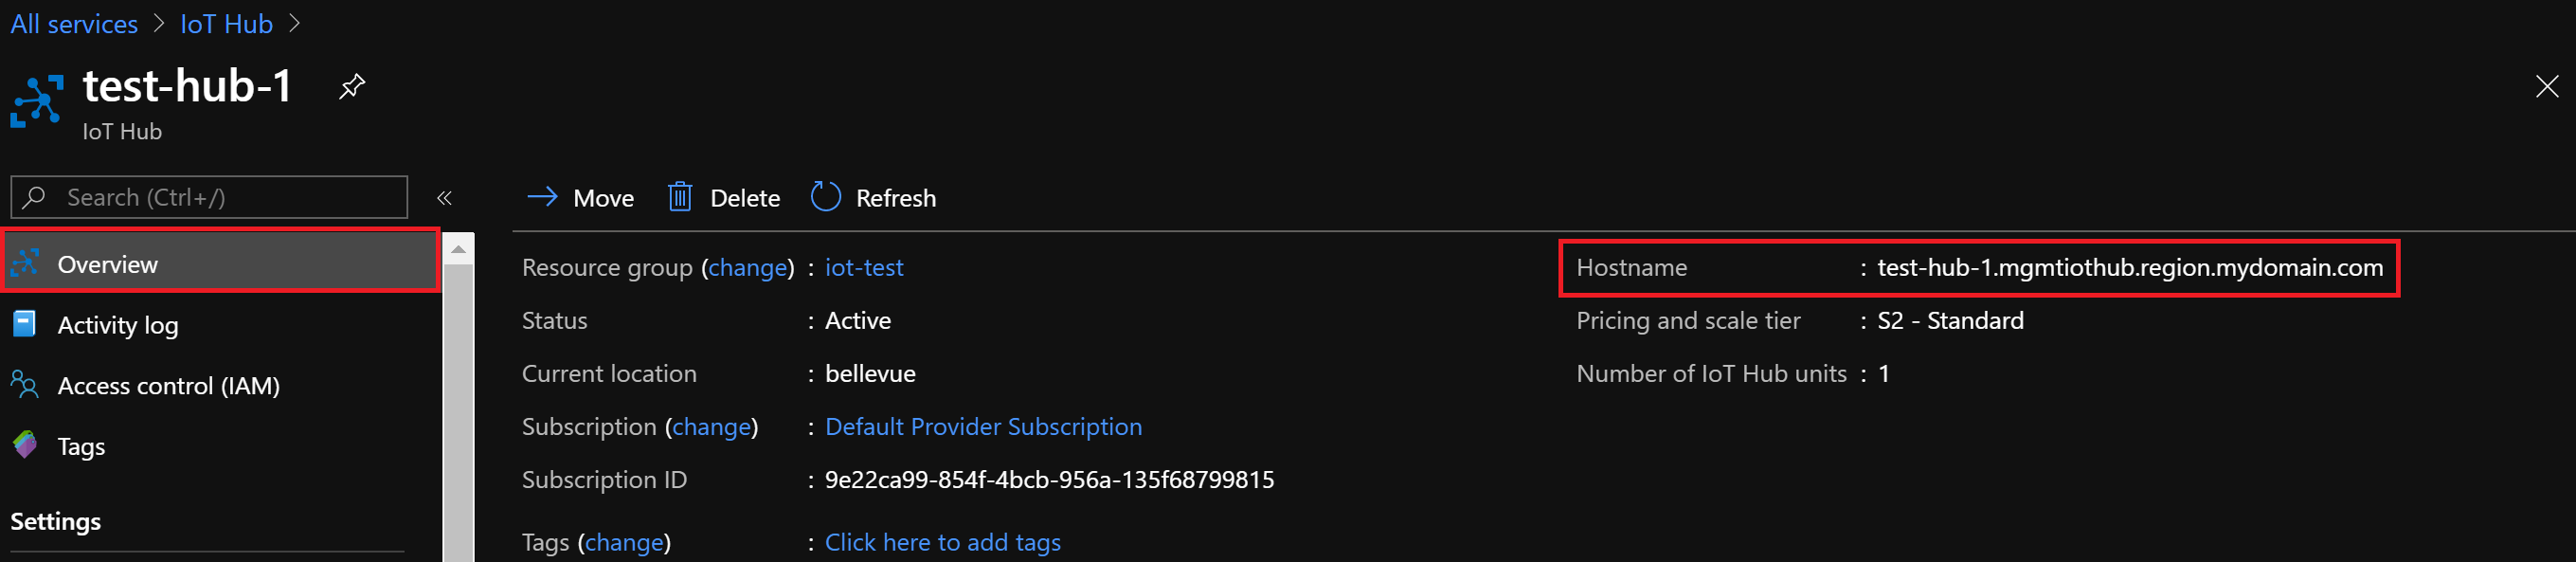 All services > IoT Hub >
test-hub-1
IoT Hub
Search (Ctrl+/)
«
Move Delete Refresh
Overview
Activity log
Access control (IAM)
Tags
Settings
Resource group (change) : iot-test
Status : Active
Current location : bellevue
Subscription (change) : Default Provider Subscription
Subscription ID : 9e22ca99-854f-4bcb-956a-135f68799815
Tags (change) : Click here to add tags
Hostname : test-hub-1.mgmtiothub.region.mydomain.com
Pricing and scale tier : S2 - Standard
Number of IoT Hub units : 1